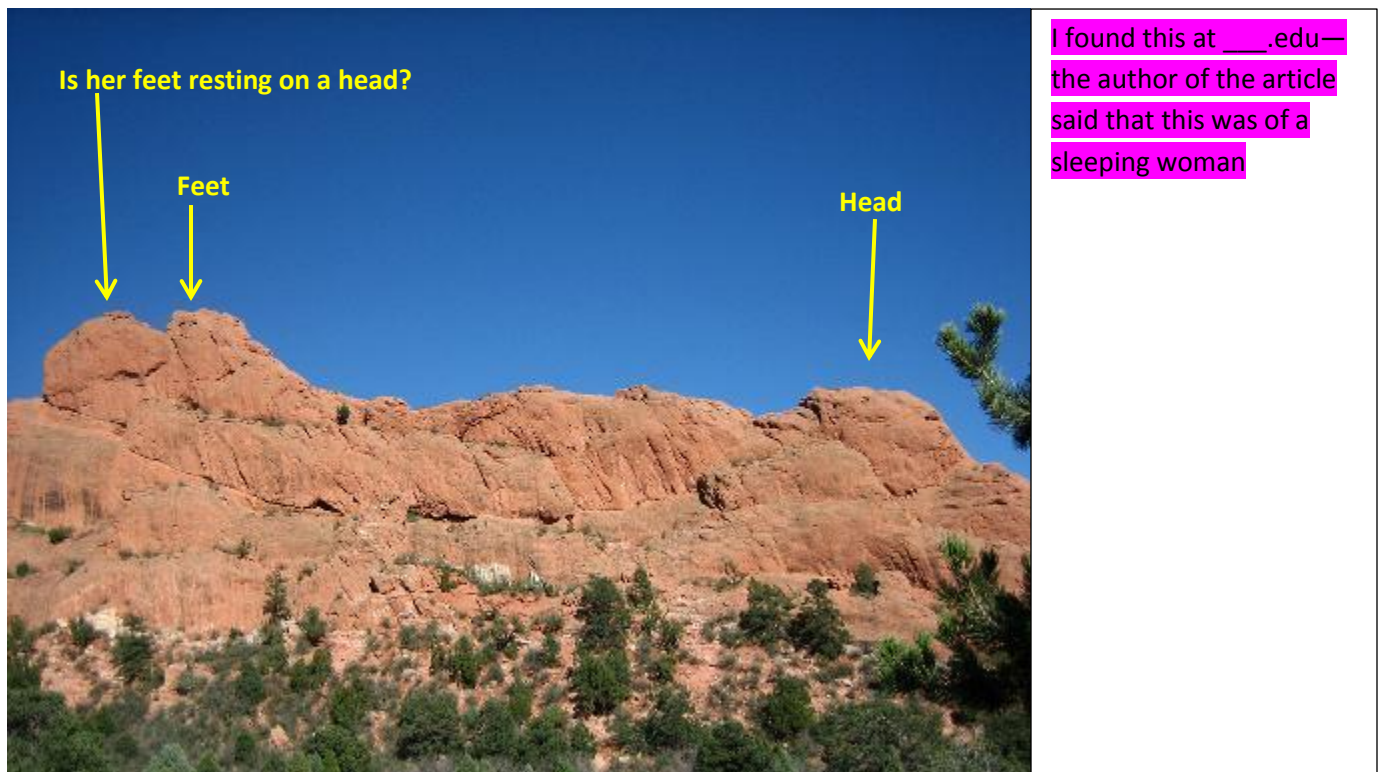 Is her feet resting on a head?
Feet
Head
I found this at ___.edu—
the author of the article
said that this was of a
sleeping woman